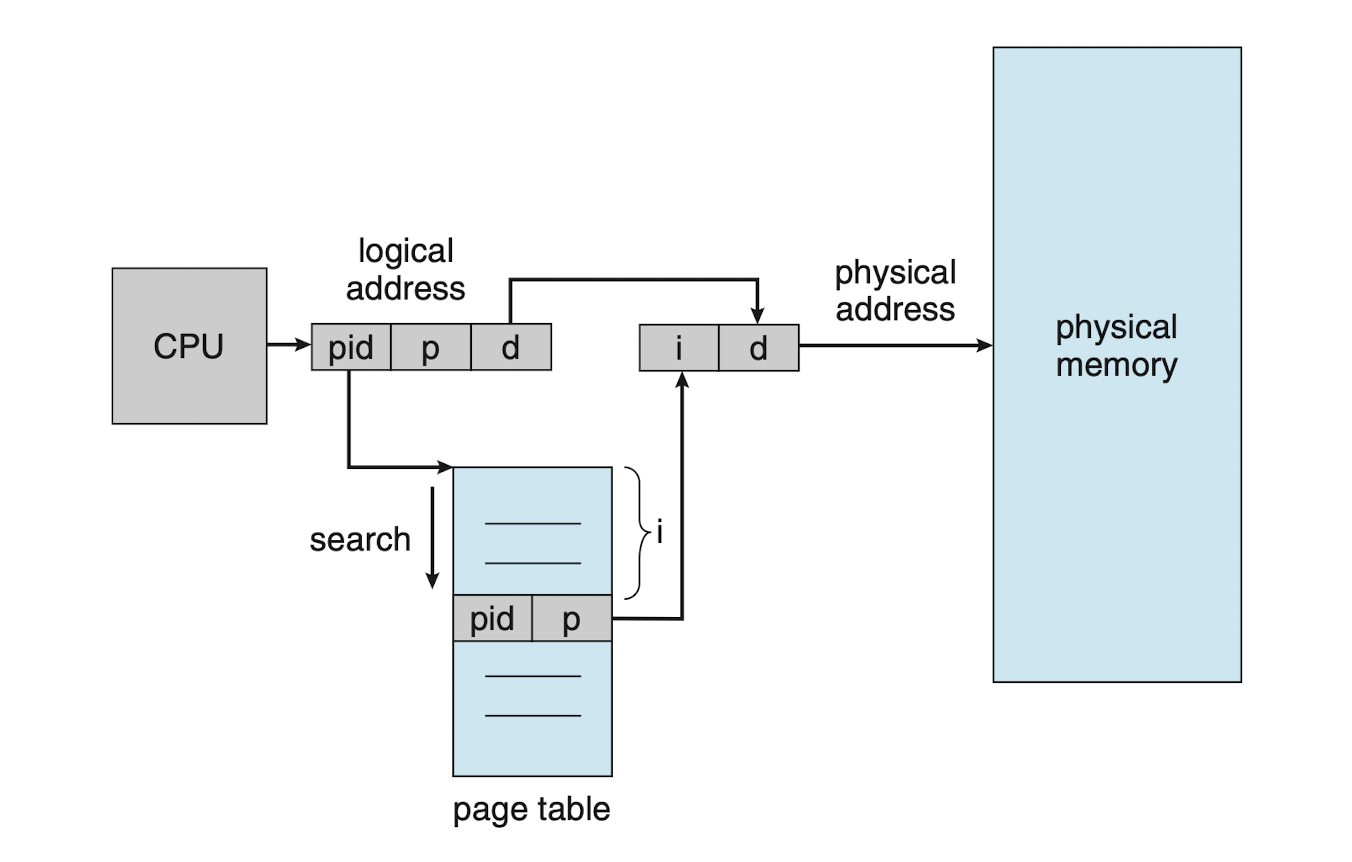 logical
address
physical
address
CPU
pid p d
i d
physical
memory
search
i
pid p
page table